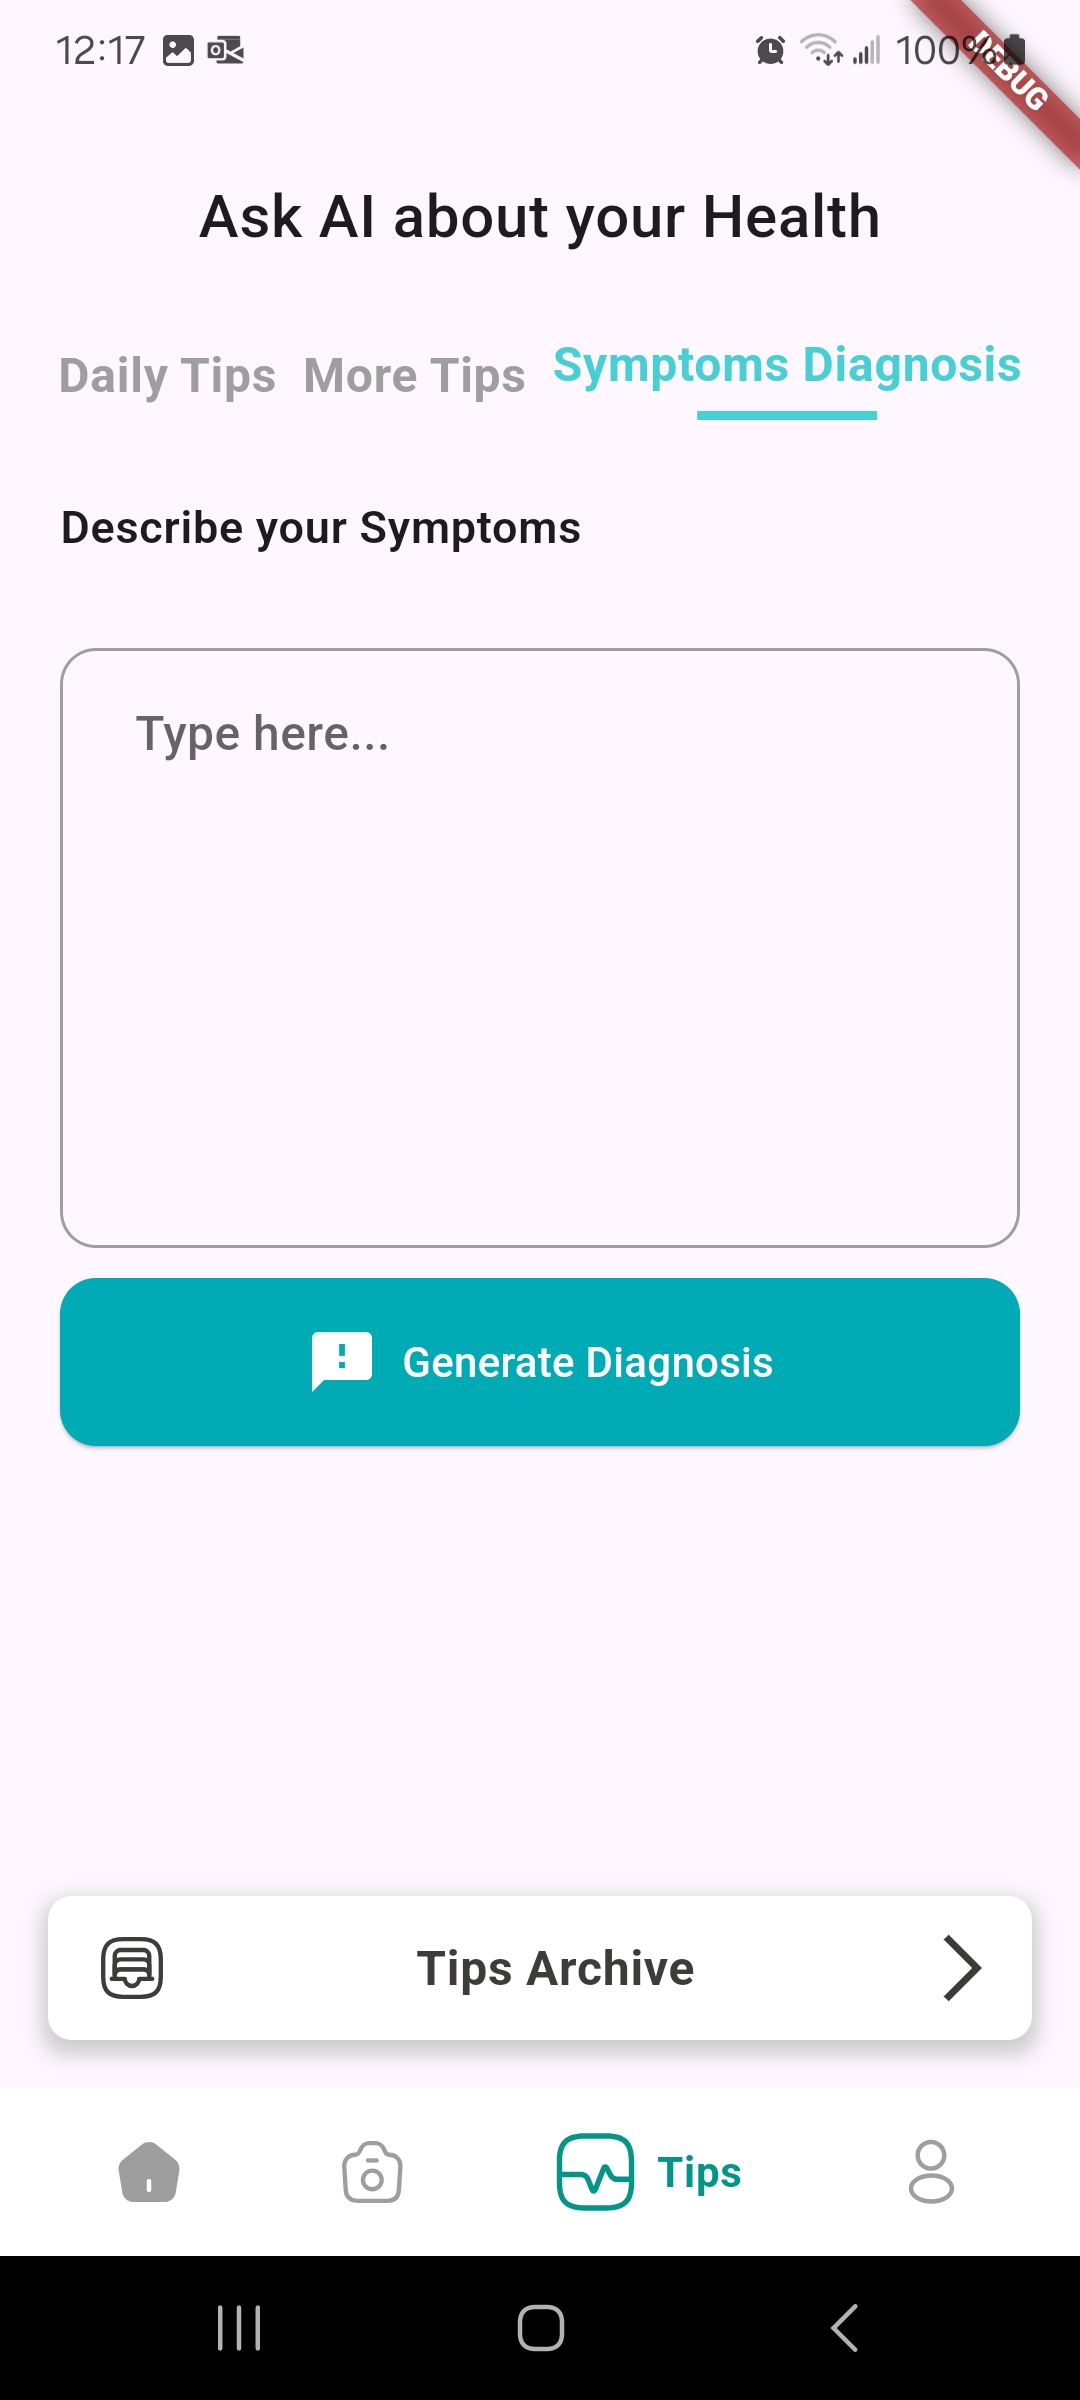 12:17
100%
DEBUG
Ask AI about your Health
Daily Tips More Tips Symptoms Diagnosis
Describe your Symptoms
Type here...
Generate Diagnosis
Tips Archive
Tips